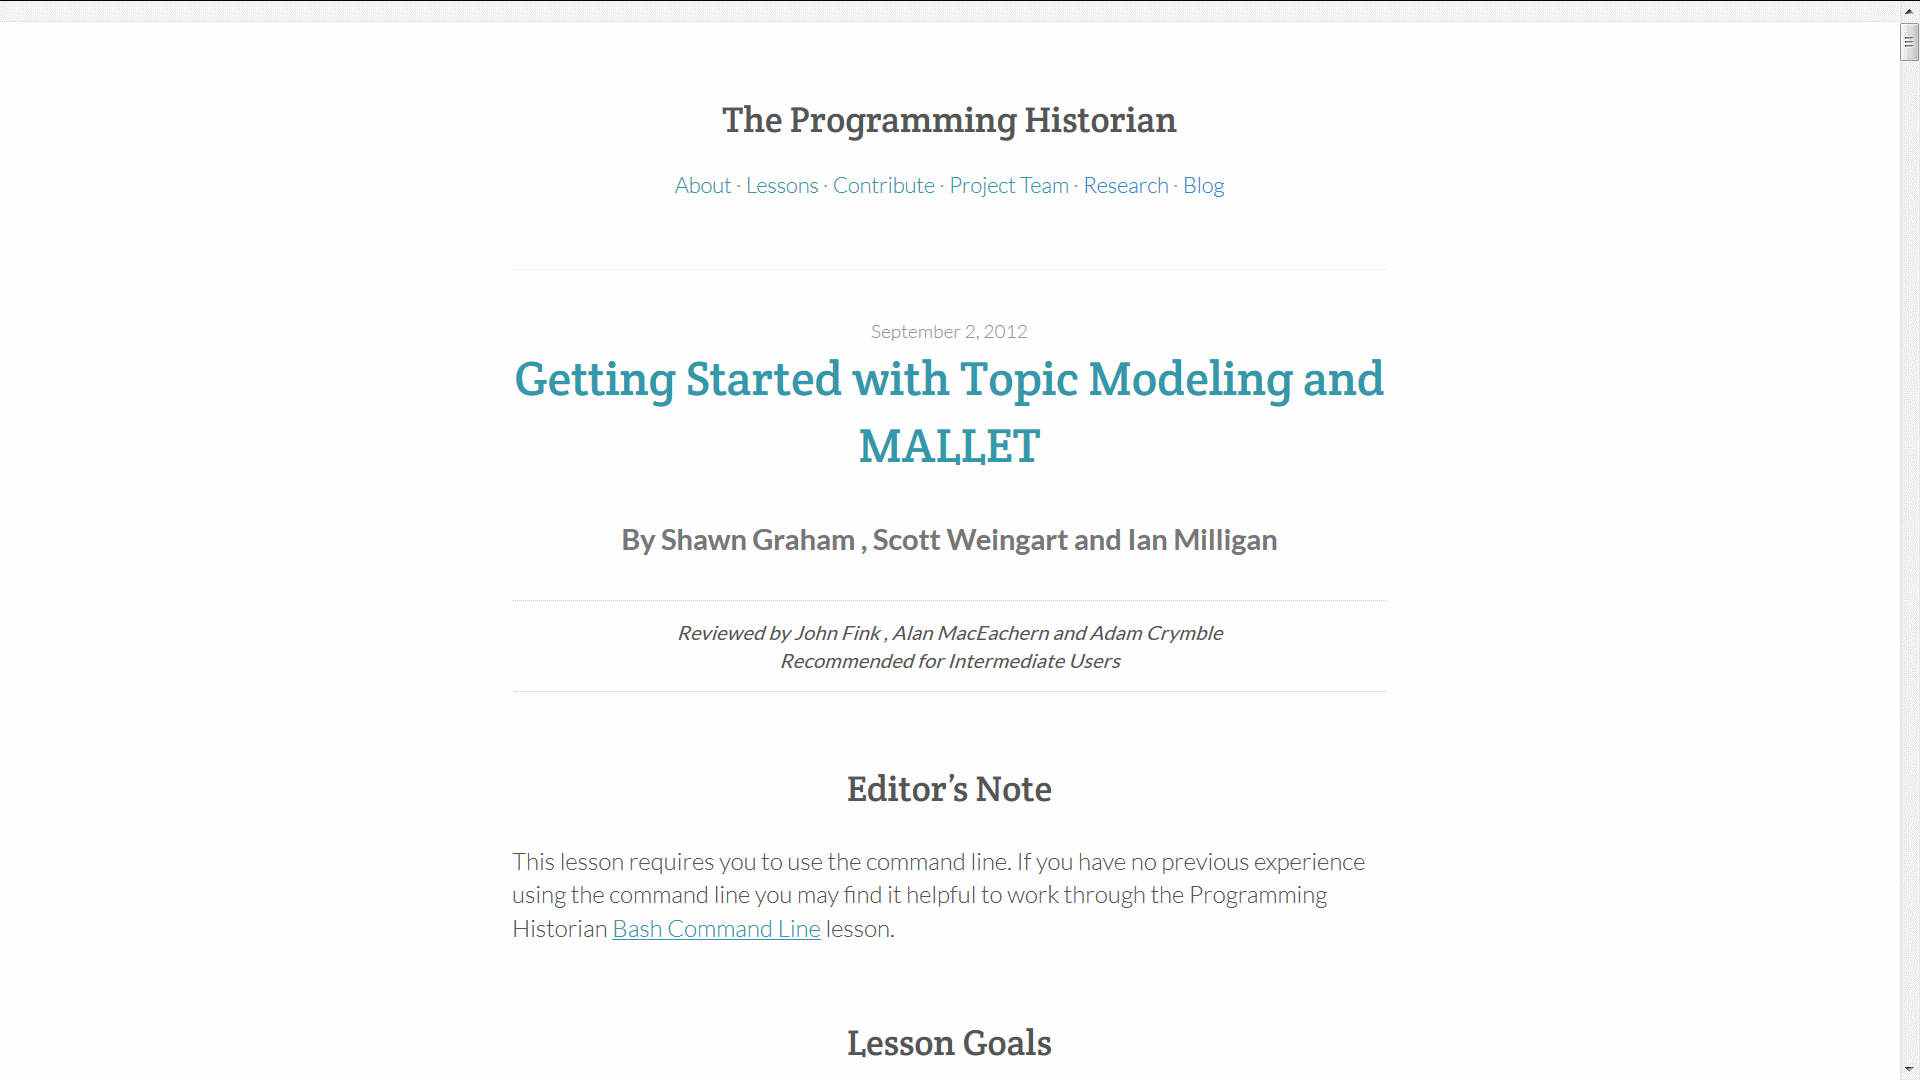 The Programming Historian
About · Lessons · Contribute · Project Team · Research · Blog
September 2, 2012
Getting Started with Topic Modeling and
MALLET
By Shawn Graham , Scott Weingart and Ian Milligan
Reviewed by John Fink , Alan MacEachern and Adam Crymble
Recommended for Intermediate Users
Editor’s Note
This lesson requires you to use the command line. If you have no previous experience
using the command line you may find it helpful to work through the Programming
Historian Bash Command Line lesson.
Lesson Goals